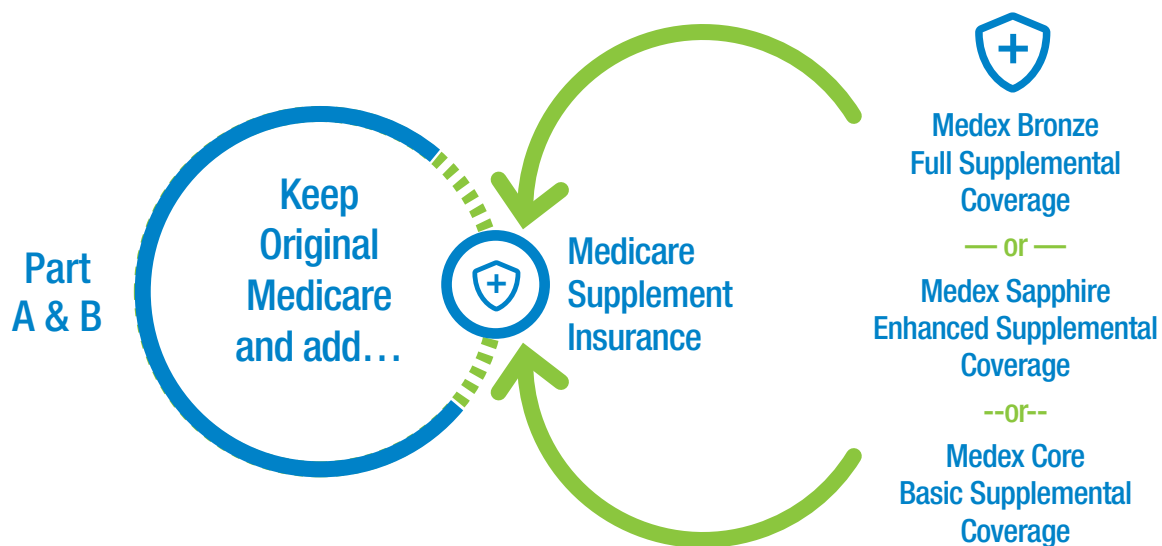 Part
A & B
Keep
Original
Medicare
and add…
Medicare
Supplement
Insurance
Medex Bronze
Full Supplemental
Coverage
— or —
Medex Sapphire
Enhanced Supplemental
Coverage
--or--
Medex Core
Basic Supplemental
Coverage